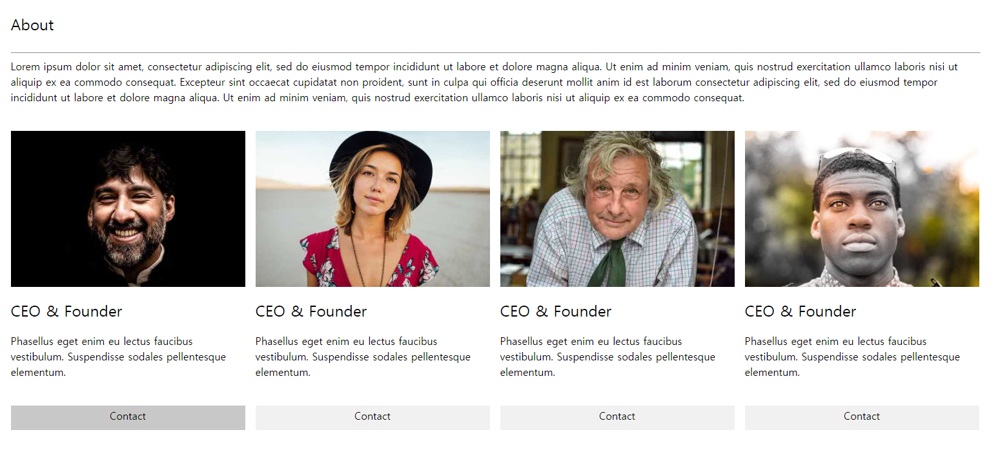 About
Lorem ipsum dolor sit amet, consectetur adipiscing elit, sed do eiusmod tempor incididunt ut labore et dolore magna aliqua. Ut enim ad minim veniam, quis nostrud exercitation ullamco laboris nisi ut
aliquip ex ea commodo consequat. Excepteur sint occaecat cupidatat non proident, sunt in culpa qui officia deserunt mollit anim id est laborum consectetur adipiscing elit, sed do eiusmod tempor
incididunt ut labore et dolore magna aliqua. Ut enim ad minim veniam, quis nostrud exercitation ullamco laboris nisi ut aliquip ex ea commodo consequat.
CEO & Founder
Phasellus eget enim eu lectus faucibus
vestibulum. Suspendisse sodales pellentesque
elementum.
Contact
CEO & Founder
Phasellus eget enim eu lectus faucibus
vestibulum. Suspendisse sodales pellentesque
elementum.
Contact
CEO & Founder
Phasellus eget enim eu lectus faucibus
vestibulum. Suspendisse sodales pellentesque
elementum.
Contact
CEO & Founder
Phasellus eget enim eu lectus faucibus
vestibulum. Suspendisse sodales pellentesque
elementum.
Contact